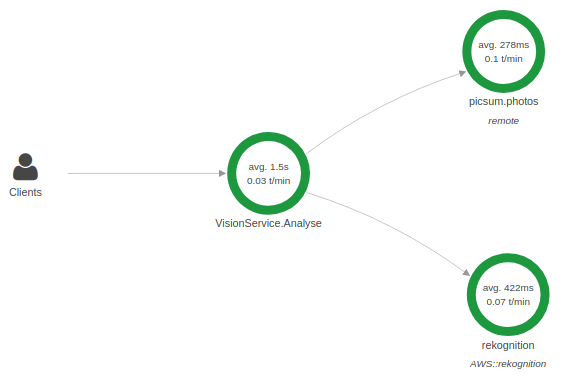 avg. 278ms
0.1 t/min
picsum.photos
remote
avg. 1.5s
0.03 t/min
Clients
VisionService.Analyse
avg. 422ms
0.07 t/min
rekognition
AWS::rekognition